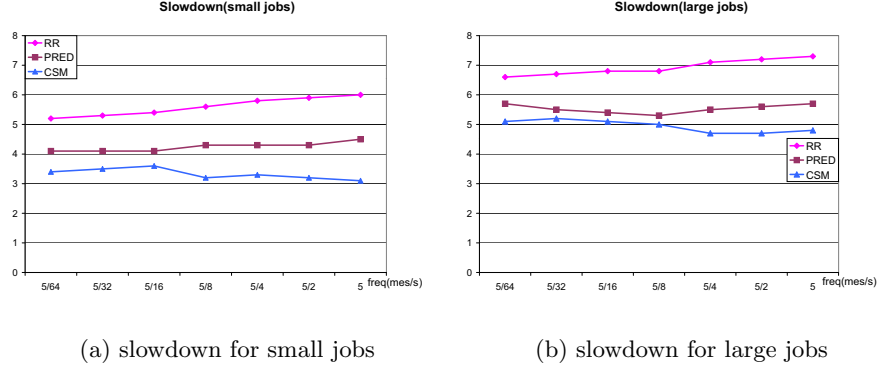 Slowdown(small jobs)
8
7
6
5
4
3
2
1
0
RR
PRED
CSM
5/64
5/32
5/16
5/8
5/4
5/2
5
freq(mes/s)
(a) slowdown for small jobs
Slowdown(large jobs)
8
7
6
5
4
3
2
1
0
RR
PRED
CSM
5/64
5/32
5/16
5/8
5/4
5/2
5
freq(mes/s)
(b) slowdown for large jobs